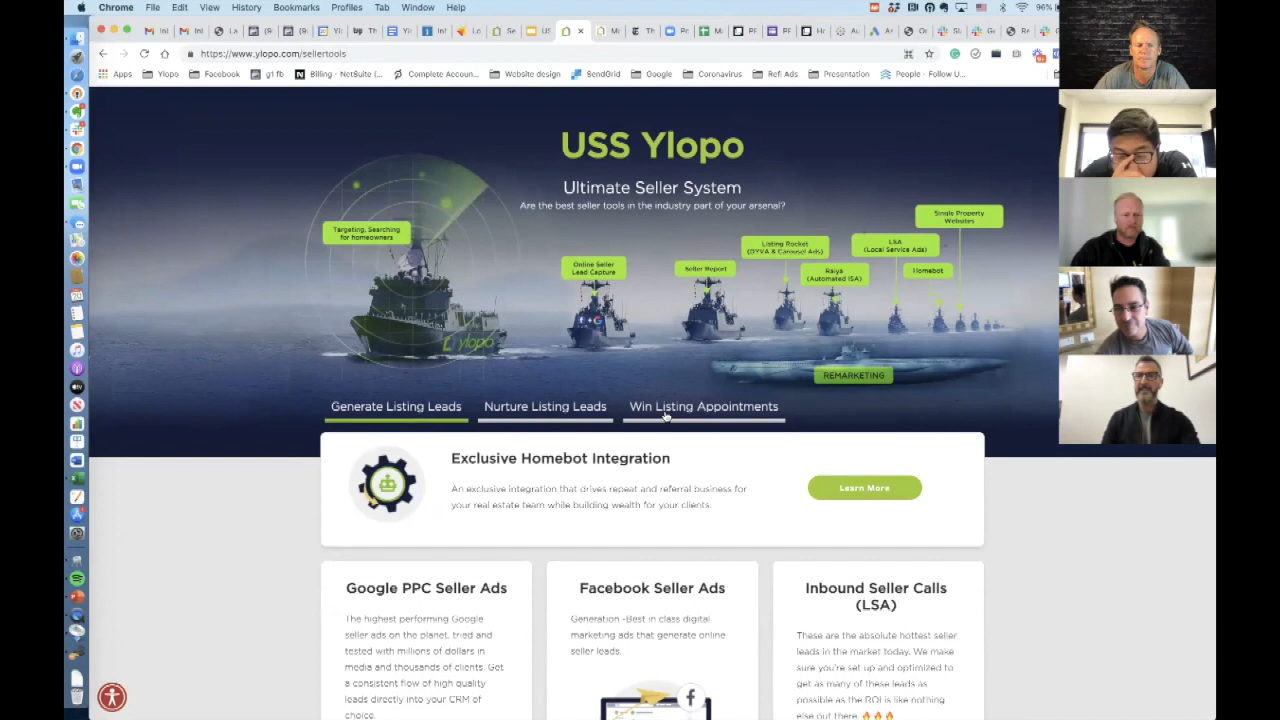 Chrome File Edit View History Bookmarks Profiles Tab Window Help
96%
https://www.ylopo.com/sellertools
Apps Ylopo Facebook gt fb Billing - Vote (... Complete Accoun... Website design SendGrid Google Coronavirus Refi Ads Presentation People - Follow U...
USS Ylopo
Ultimate Seller System
Are the best seller tools in the industry part of your arsenal?
Targeting, Searching
for homeowners
Online Seller
Lead Capture
Seller Report
Listing Rocket
(DYVA & Carousel Ads)
Raiya
(Automated ISA)
LSA
(Local Service Ads)
Homebot
Single Property
Websites
ylopo
REMARKETING
Generate Listing Leads Nurture Listing Leads Win Listing Appointments
Exclusive Homebot Integration
An exclusive integration that drives repeat and referral business for
your real estate team while building wealth for your clients.
Learn More
Google PPC Seller Ads
The highest performing Google
seller ads on the planet, tried and
tested with millions of dollars in
media and thousands of clients. Get
a consistent flow of high quality
leads directly into your CRM of
choice.
Facebook Seller Ads
Generation -Best in class digital
marketing ads that generate online
seller leads.
Inbound Seller Calls
(LSA)
These are the absolute hottest seller
leads in the market today. We make
sure you're set up and optimized to
get as many of these leads as
possible as the ROI is like nothing
else out there 🔥🔥🔥